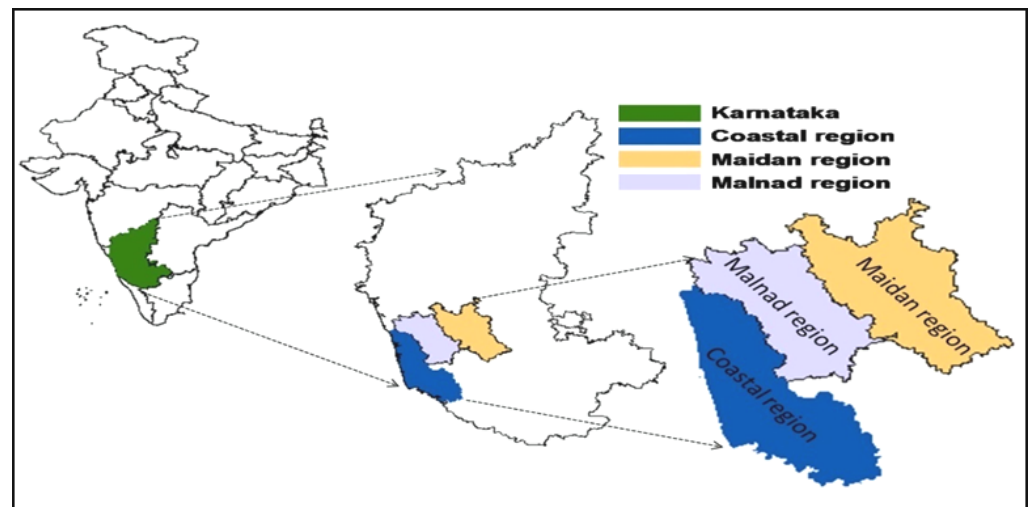 Karnataka
Coastal region
Maidan region
Malnad region
Malnad region
Maidan region
Coastal region